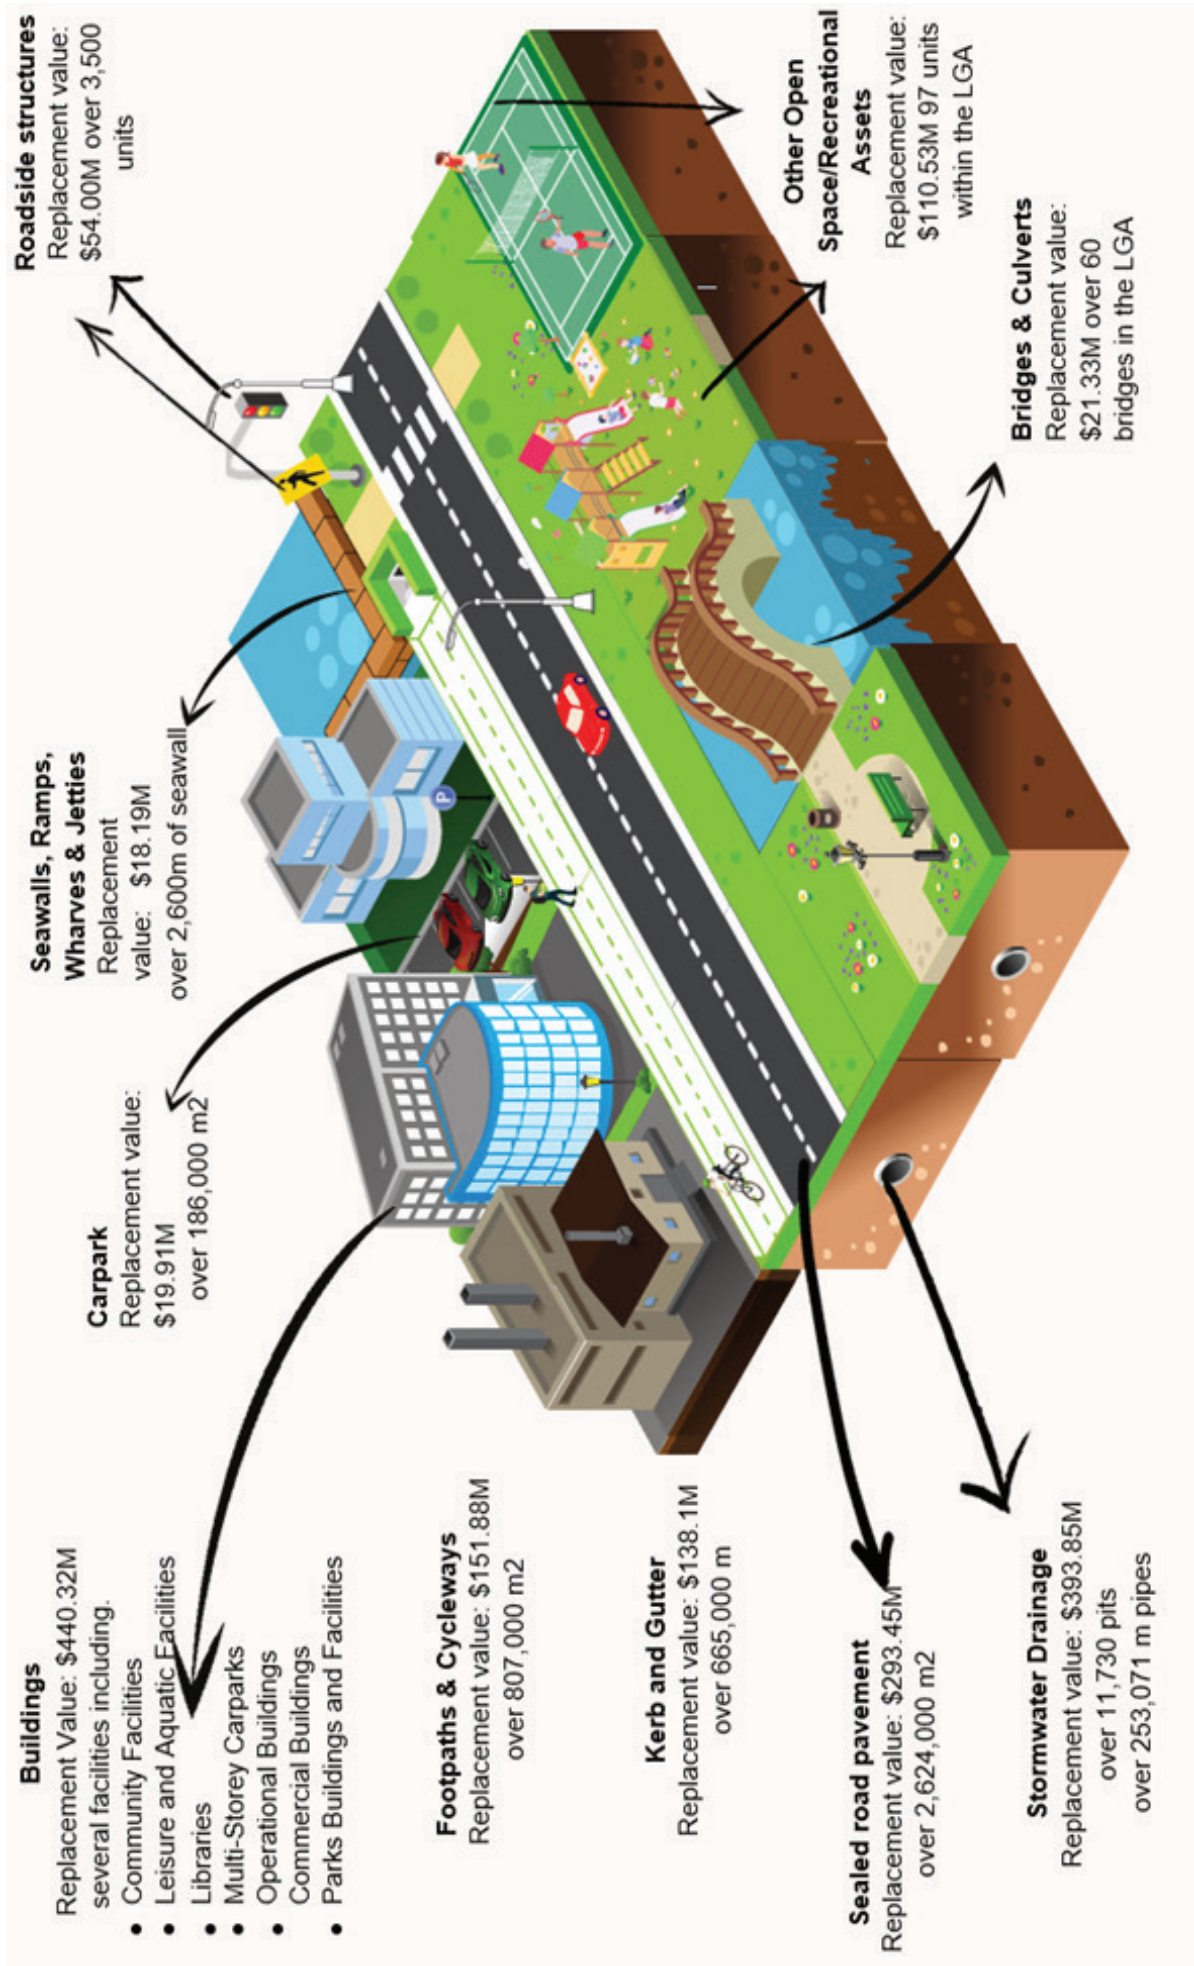 Buildings
Replacement Value: $440.32M
several facilities including.
• Community Facilities
• Leisure and Aquatic Facilities
• Libraries
• Multi-Storey Carparks
• Operational Buildings
Commercial Buildings
• Parks Buildings and Facilities
Carpark
Replacement value:
$19.91M
over 186,000 m2
Seawalls, Ramps,
Wharves & Jetties
Replacement
value: $18.19M
over 2,600m of seawall
Roadside structures
Replacement value:
$54.00M over 3,500
units
P
Footpaths & Cycleways
Replacement value: $151.88M
over 807,000 m2
Kerb and Gutter
Replacement value: $138.1M
over 665,000 m
Sealed road pavement
Replacement value: $293.45M
over 2,624,000 m2
Stormwater Drainage
Replacement value: $393.85M
over 11,730 pits
over 253,071 m pipes
Other Open
Space/Recreational
Assets
Replacement value:
$110.53M 97 units
within the LGA
Bridges & Culverts
Replacement value:
$21.33M over 60
bridges in the LGA